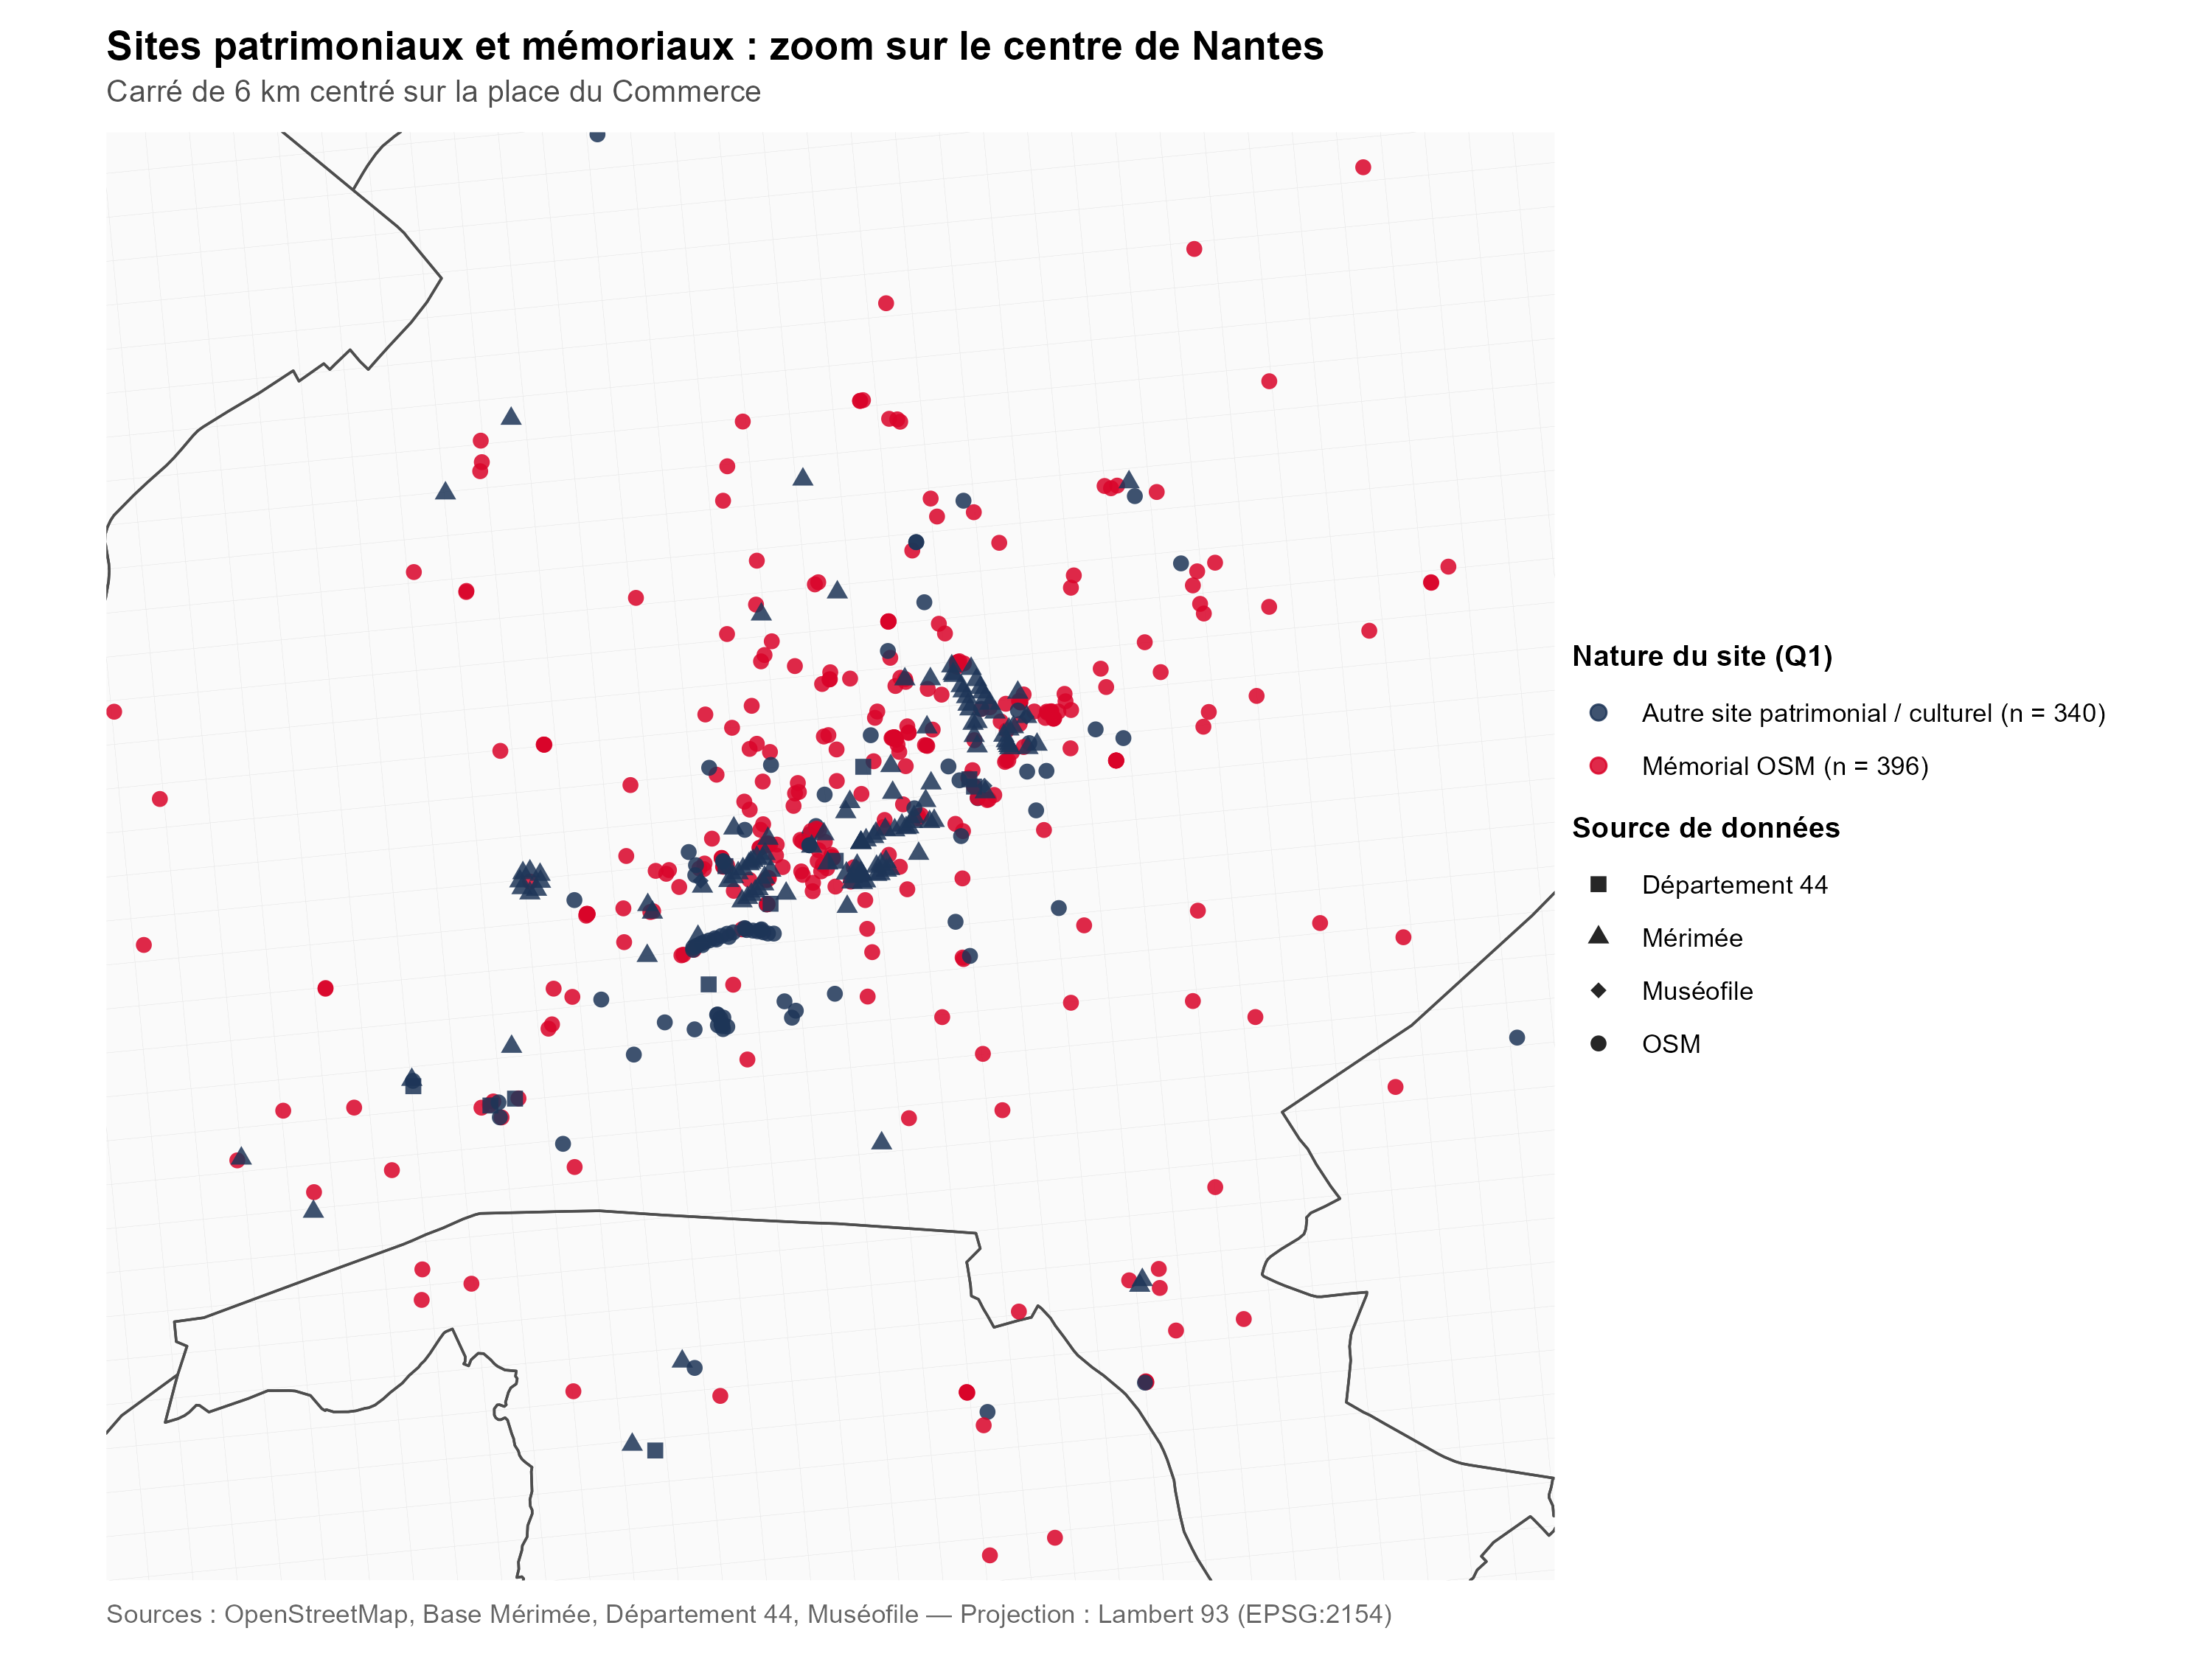 Sites patrimoniaux et mémoriaux : zoom sur le centre de Nantes
Carré de 6 km centré sur la place du Commerce
Nature du site (Q1)
Autre site patrimonial / culturel (n = 340)
Mémorial OSM (n = 396)
Source de données
Département 44
Mérimée
Muséofile
OSM
Sources : OpenStreetMap, Base Mérimée, Département 44, Muséofile — Projection : Lambert 93 (EPSG:2154)